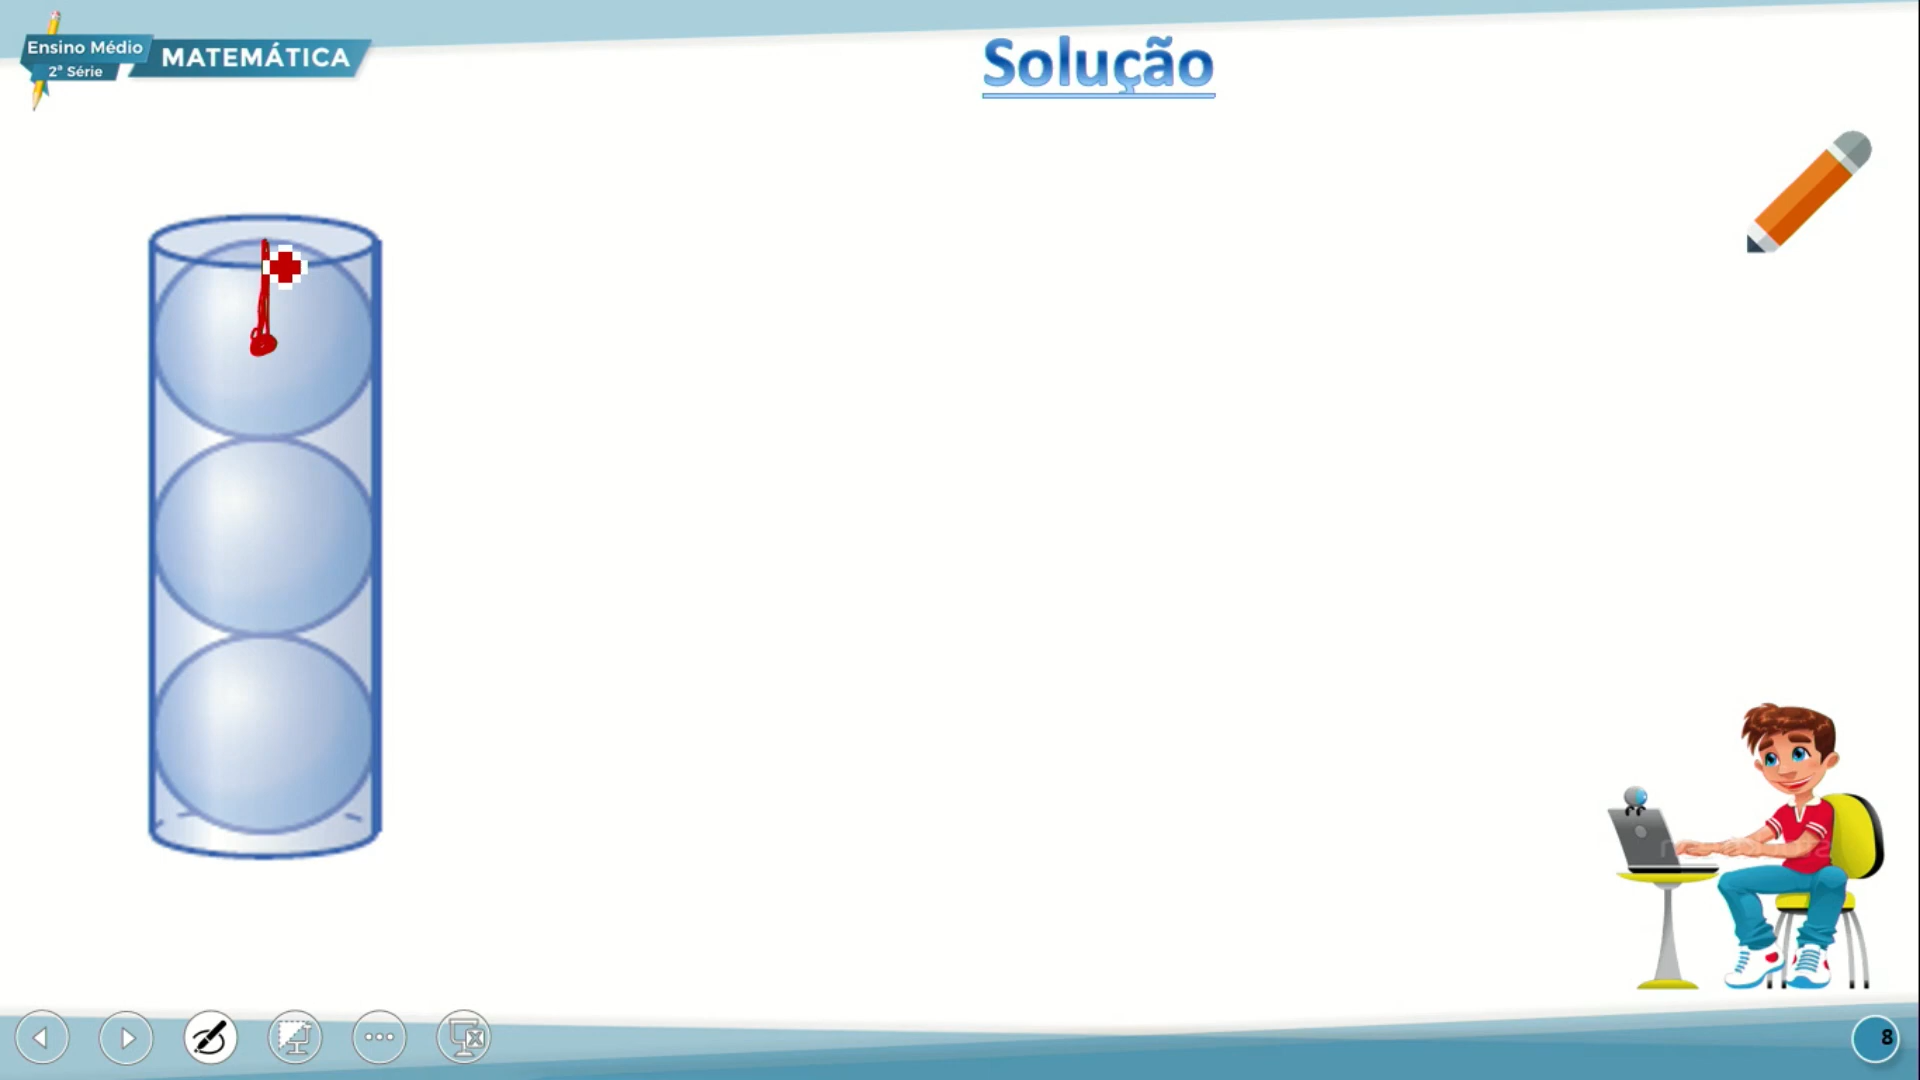 Ensino Médio
2ª Série
MATEMÁTICA
Solução
8